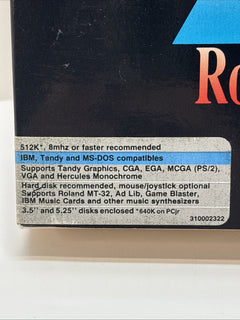 Ro
512K*, 8mhz or faster recommended
IBM, Tandy and MS-DOS compatibles
Supports Tandy Graphics, CGA, EGA, MCGA (PS/2),
VGA and Hercules Monochrome
Hard disk recommended, mouse/joystick optional
Supports Roland MT-32, Ad Lib, Game Blaster,
IBM Music Cards and other music synthesizers
3.5" and 5.25" disks enclosed *640K on PCjr
310002322